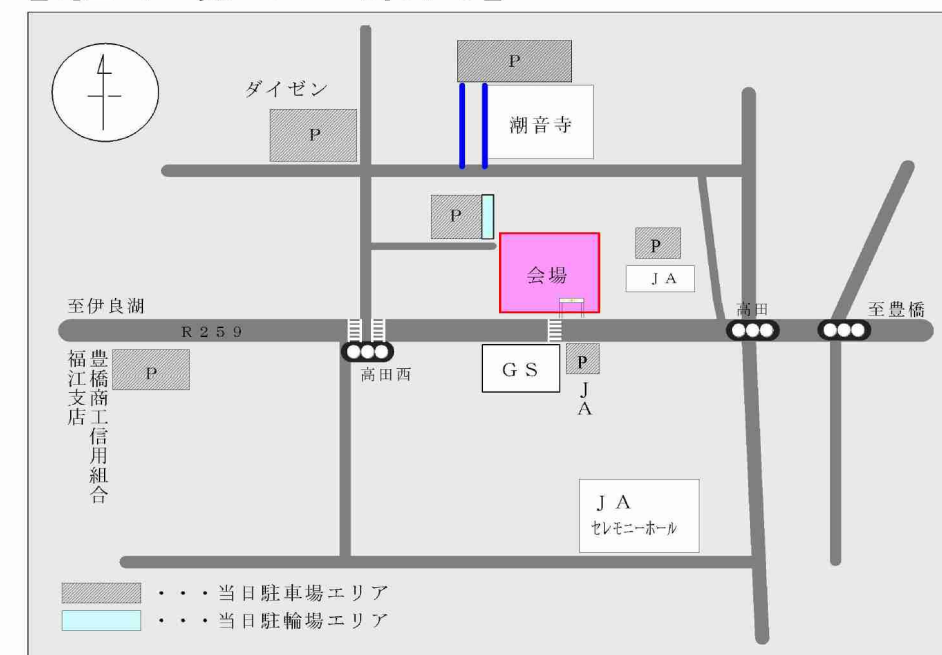 Ｐ
ダイゼン
Ｐ
潮音寺
Ｐ
Ｐ
ＪＡ
会場
至伊良湖
Ｒ２５９
高田
至豊橋
Ｐ
豊橋商工信用組合
福江支店
高田西
ＧＳ
Ｐ
ＪＡ
ＪＡ
セレモニーホール
・・・当日駐車場エリア
・・・当日駐輪場エリア